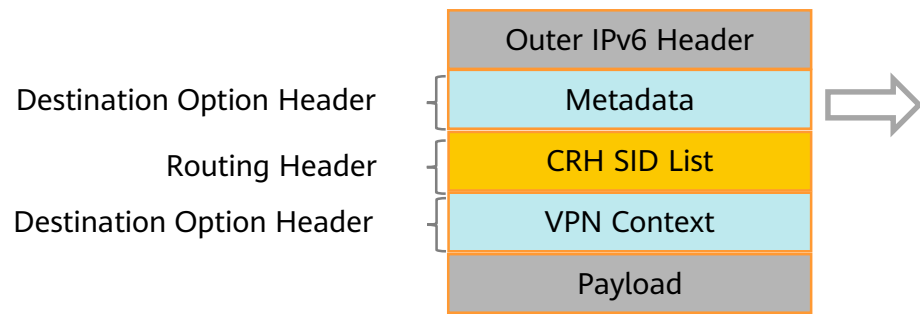 Outer IPv6 Header
Destination Option Header
Metadata
Routing Header
CRH SID List
Destination Option Header
VPN Context
Payload